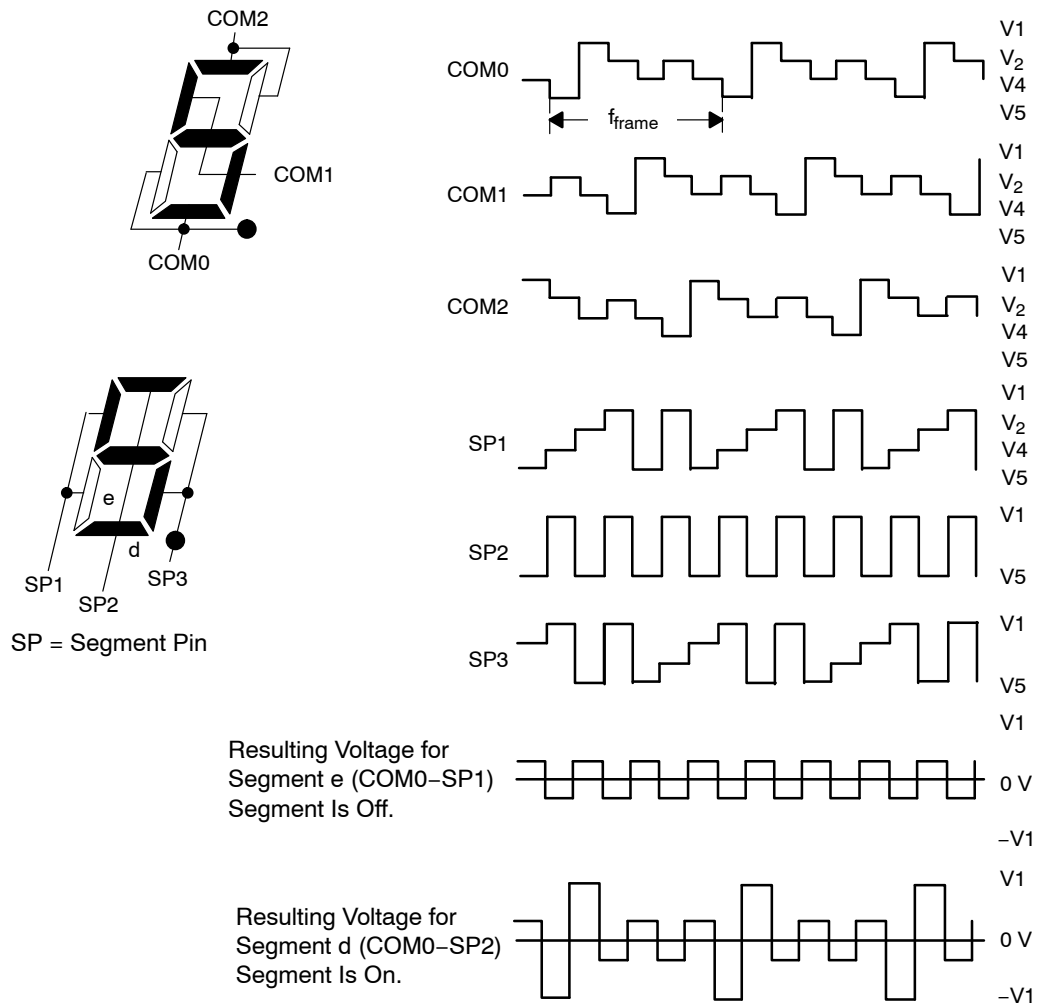 COM2
COM1
COM0
SP1
SP2
SP3
e
d
SP = Segment Pin
COM0
f_frame
V1
V2
V4
V5
COM1
V1
V2
V4
V5
COM2
V1
V2
V4
V5
SP1
V1
V2
V4
V5
SP2
V1
V5
SP3
V1
V5
Resulting Voltage for
Segment e (COM0−SP1)
Segment Is Off.
V1
0 V
−V1
Resulting Voltage for
Segment d (COM0−SP2)
Segment Is On.
V1
0 V
−V1